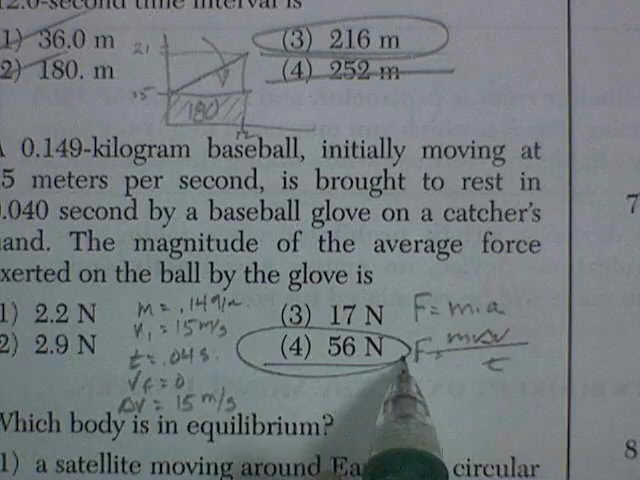 2.0-second time interval is
1) 36.0 m
2) 180. m
(3) 216 m
(4) 252 m
21
15
180
12
A 0.149-kilogram baseball, initially moving at
5 meters per second, is brought to rest in
0.040 second by a baseball glove on a catcher's
hand. The magnitude of the average force
exerted on the ball by the glove is
1) 2.2 N
2) 2.9 N
(3) 17 N
(4) 56 N
m = .149
V₁ = 15 m/s
t = .04 s.
Vf = 0
ΔV = 15 m/s
F = m·a
F = mΔV
t
Which body is in equilibrium?
1) a satellite moving around circular
7
8